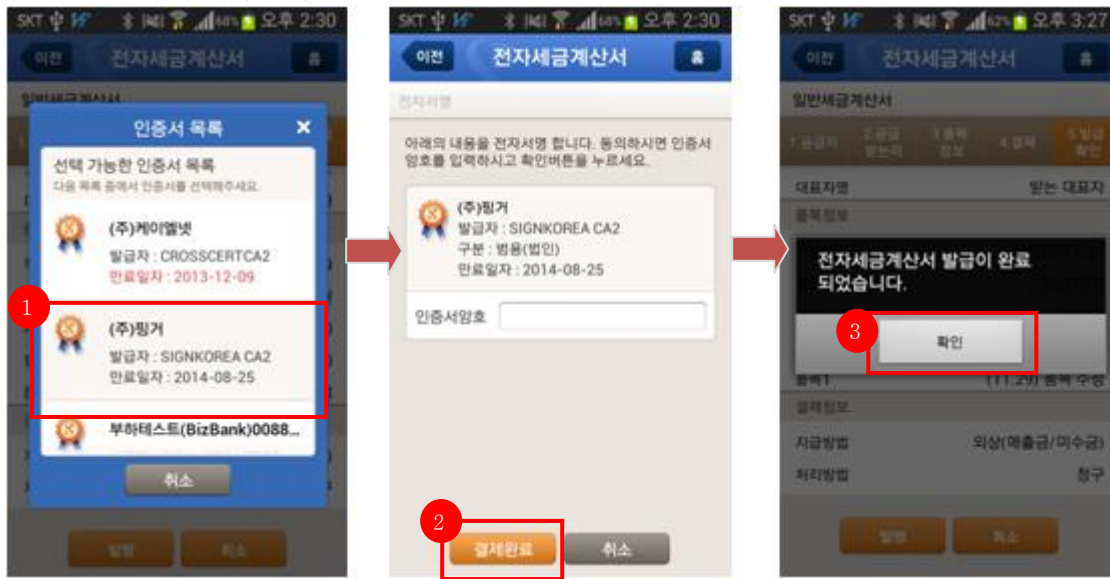 SKT 68% 오후 2:30
이전 전자세금계산서 홈
일반세금계산서
인증서 목록 ×
선택 가능한 인증서 목록
다음 목록 중에서 인증서를 선택해주세요.
(주)케이엘넷
발급자 : CROSSCERTCA2
만료일자 : 2013-12-09
1
(주)핑거
발급자 : SIGNKOREA CA2
만료일자 : 2014-08-25
부하테스트(BizBank)0088...
취소
발행 취소
SKT 68% 오후 2:30
이전 전자세금계산서 홈
전자서명
아래의 내용을 전자서명 합니다. 동의하시면 인증서
암호를 입력하시고 확인버튼을 누르세요.
(주)핑거
발급자 : SIGNKOREA CA2
구분 : 범용(법인)
만료일자 : 2014-08-25
인증서암호
2
결제완료 취소
SKT 62% 오후 3:27
이전 전자세금계산서 홈
일반세금계산서
1.공급자 2.공급받는자 3.품목정보 4.결제 5.발급확인
대표자명 받는 대표자
품목정보
전자세금계산서 발급이 완료
되었습니다.
3
확인
품목1 (11.29) 품목 수정
결제정보
지급방법 외상(매출금/미수금)
처리방법 청구
발행 취소